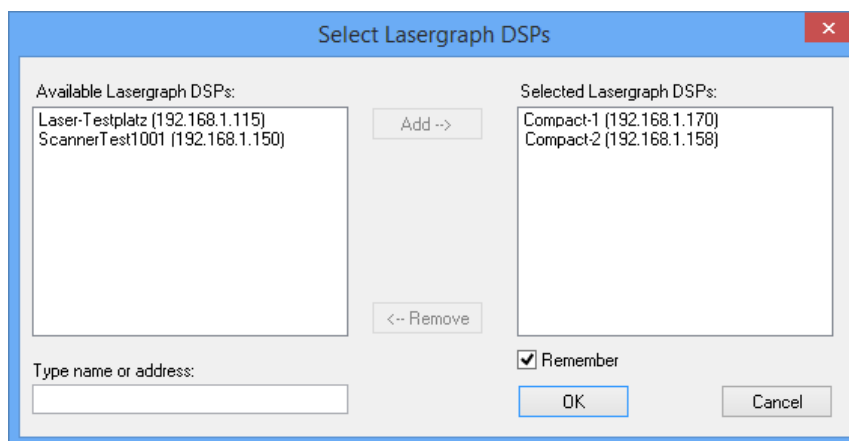 Select Lasergraph DSPs
Available Lasergraph DSPs:
Laser-Testplatz (192.168.1.115)
ScannerTest1001 (192.168.1.150)
Add -->
<-- Remove
Selected Lasergraph DSPs:
Compact-1 (192.168.1.170)
Compact-2 (192.168.1.158)
Type name or address:
Remember
OK
Cancel